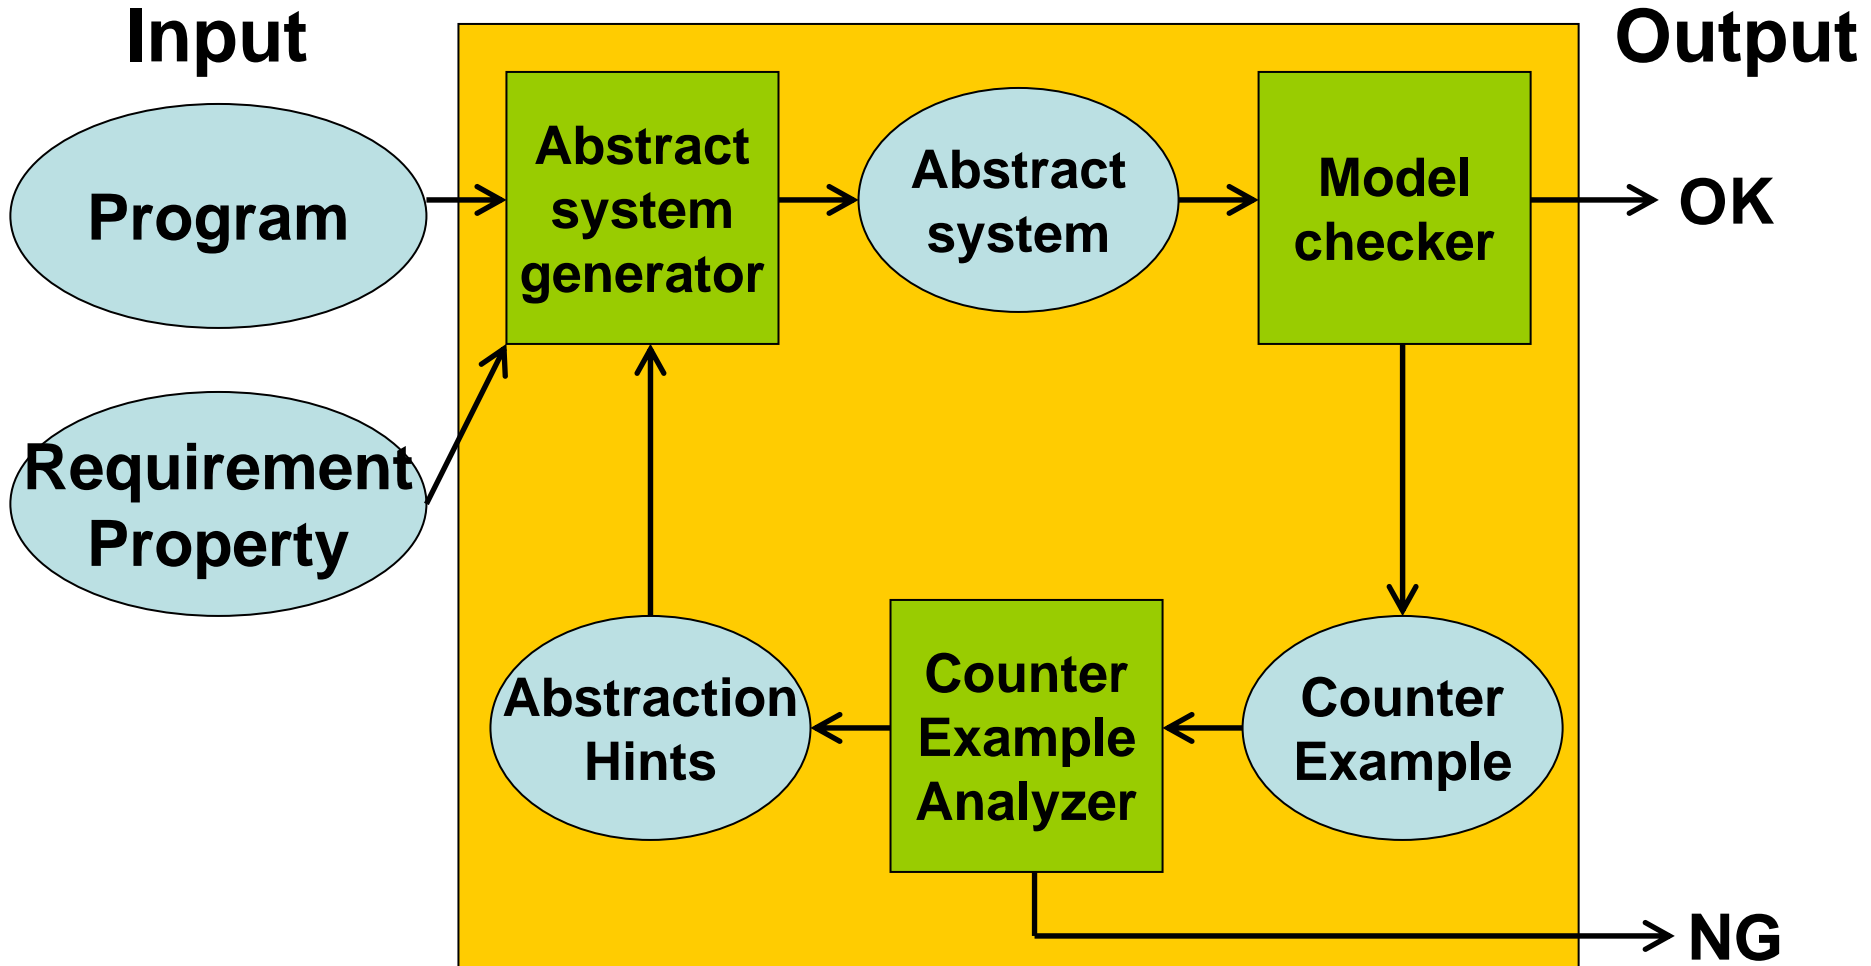 Input
Output
Program
Abstract
system
generator
Abstract
system
Model
checker
OK
Requirement
Property
Abstraction
Hints
Counter
Example
Analyzer
Counter
Example
NG